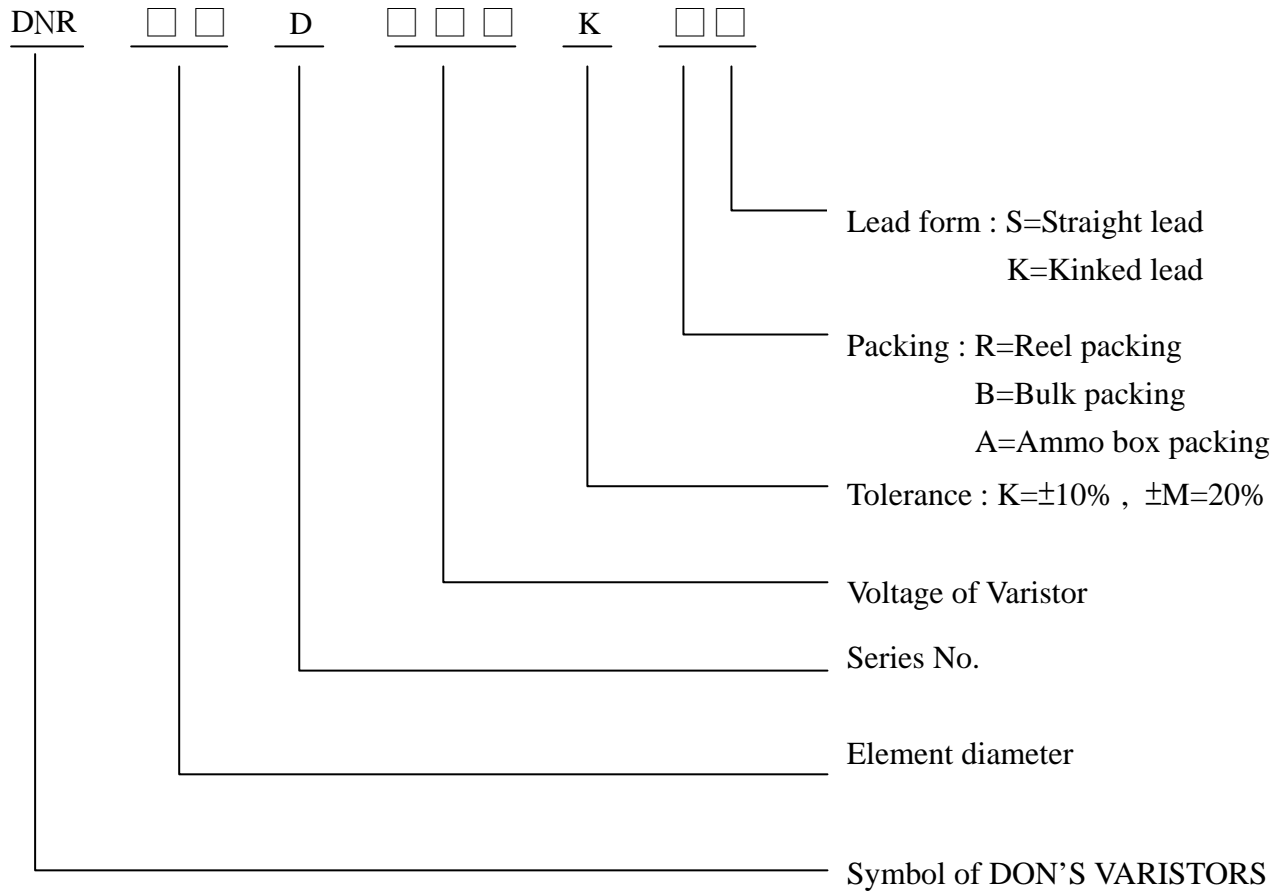 DNR □ □ D □ □ □ K □ □
Lead form : S=Straight lead
K=Kinked lead
Packing : R=Reel packing
B=Bulk packing
A=Ammo box packing
Tolerance : K=±10% , ±M=20%
Voltage of Varistor
Series No.
Element diameter
Symbol of DON'S VARISTORS